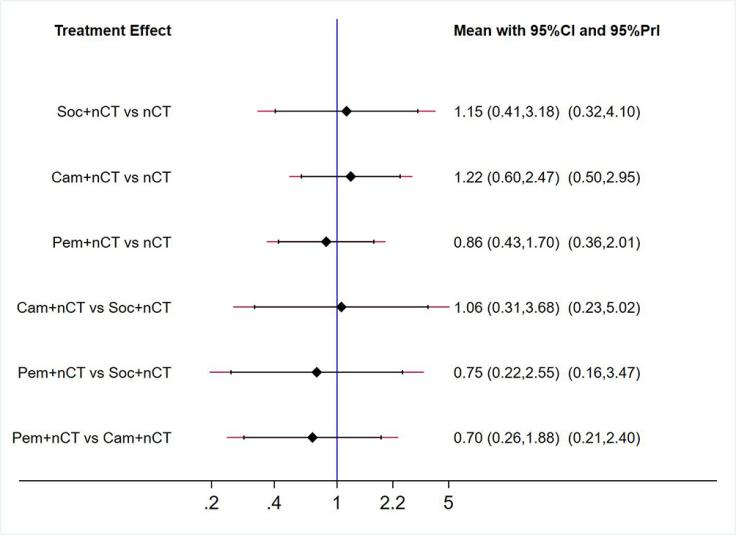 Treatment Effect Mean with 95%CI and 95%PrI
Soc+nCT vs nCT 1.15 (0.41,3.18) (0.32,4.10)
Cam+nCT vs nCT 1.22 (0.60,2.47) (0.50,2.95)
Pem+nCT vs nCT 0.86 (0.43,1.70) (0.36,2.01)
Cam+nCT vs Soc+nCT 1.06 (0.31,3.68) (0.23,5.02)
Pem+nCT vs Soc+nCT 0.75 (0.22,2.55) (0.16,3.47)
Pem+nCT vs Cam+nCT 0.70 (0.26,1.88) (0.21,2.40)
.2 .4 1 2.2 5